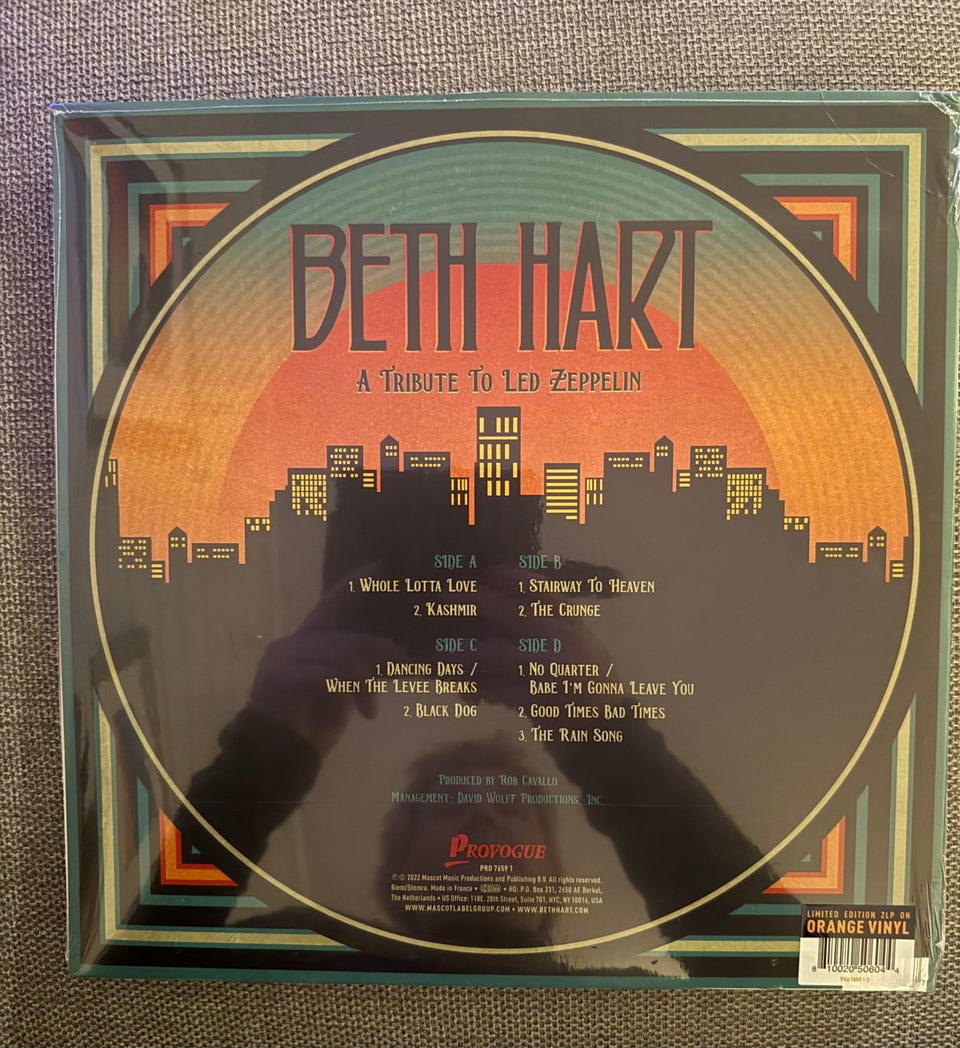 BETH HART
A TRIBUTE TO LED ZEPPELIN
SIDE A
1. WHOLE LOTTA LOVE
2. KASHMIR
SIDE B
1. STAIRWAY TO HEAVEN
2. THE CRUNGE
SIDE C
1. DANCING DAYS /
WHEN THE LEVEE BREAKS
2. BLACK DOG
SIDE D
1. NO QUARTER /
BABE I'M GONNA LEAVE YOU
2. GOOD TIMES BAD TIMES
3. THE RAIN SONG
PRODUCED BY ROB CAVALLO
MANAGEMENT: DAVID WOLFF PRODUCTIONS, INC.
PROVOGUE
PRD 7659 1
℗© 2022 Mascot Music Productions and Publishing B.V. All rights reserved.
Biem/Stemra. Made in France • • HQ: P.O. Box 231, 2650 AE Berkel,
The Netherlands • US Office: 118E. 28th Street, Suite 701, NYC, NY 10016, USA
WWW.MASCOTLABELGROUP.COM • WWW.BETHHART.COM
LIMITED EDITION 2LP ON
ORANGE VINYL
8 10020 50604 4